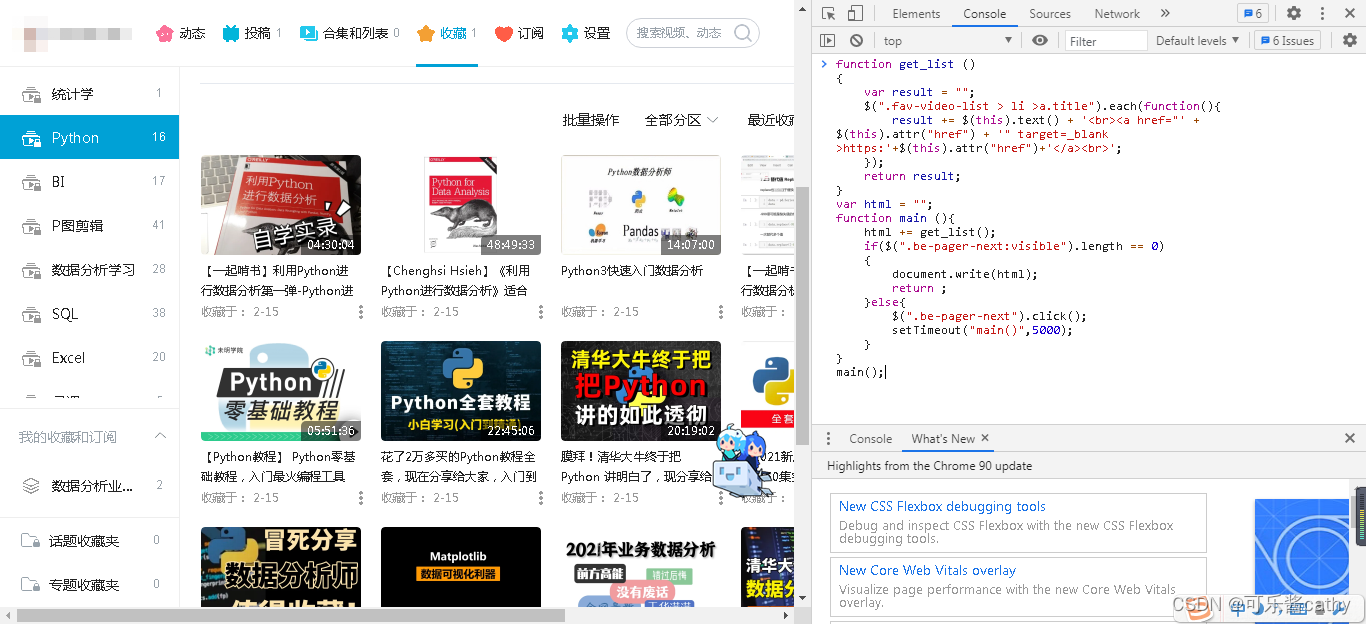 动态
投稿 1
合集和列表 0
收藏 1
订阅
设置
搜索视频、动态
统计学 1
Python 16
BI 17
P图剪辑 41
数据分析学习 28
SQL 38
Excel 20
我的收藏和订阅
数据分析业... 2
话题收藏夹 0
专题收藏夹 0
批量操作
全部分区
最近收藏
O'REILLY
利用Python
进行数据分析
自学实录
04:30:04
【一起啃书】利用Python进
行数据分析第一弹-Python进
收藏于： 2-15
O'REILLY
Python for
Data Analysis
48:49:33
【Chenghsi Hsieh】《利用
Python进行数据分析》适合
收藏于： 2-15
Python数据分析师
Pandas
14:07:00
Python3快速入门数据分析
收藏于： 2-15
【一起啃书
行数据分析
收藏于：
未明学院
Python
零基础教程
05:51:36
【Python教程】 Python零基
础教程，入门最火编程工具
收藏于： 2-15
Python全套教程
小白学习(入门到精通)
22:45:06
花了2万多买的Python教程全
套，现在分享给大家，入门到
收藏于： 2-15
清华大牛终于把
把Python
讲的如此透彻
20:19:02
膜拜！清华大牛终于把
Python 讲明白了，现分享给
收藏于： 2-15
全套
收藏于：
冒死分享
数据分析师
值得收藏！
Matplotlib
数据可视化利器
2021年业务数据分析
前方高能
错过后悔
没有废话
清华大
数据分
Elements
Console
Sources
Network
»
6
top
Filter
Default levels
6 Issues
function get_list ()
{
var result = "";
$(".fav-video-list > li >a.title").each(function(){
result += $(this).text() + '<br><a href="' +
$(this).attr("href") + '" target=_blank
>https:'+$(this).attr("href")+'</a><br>';
});
return result;
}
var html = "";
function main (){
html += get_list();
if($(".be-pager-next:visible").length == 0)
{
document.write(html);
return ;
}else{
$(".be-pager-next").click();
setTimeout("main()",5000);
}
}
main();
Console
What's New
Highlights from the Chrome 90 update
New CSS Flexbox debugging tools
Debug and inspect CSS Flexbox with the new CSS Flexbox
debugging tools.
New Core Web Vitals overlay
Visualize page performance with the new Core Web Vitals
overlay.
CSDN @可乐酱cathy